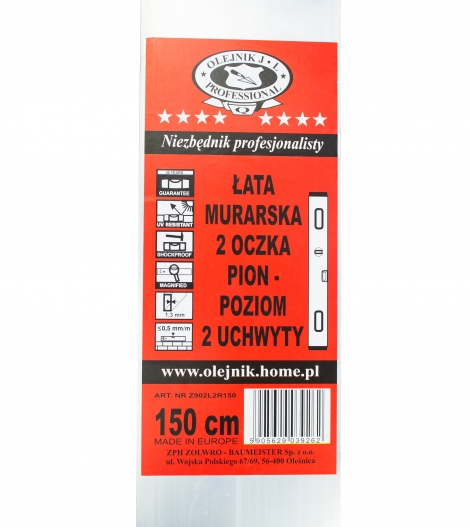 OLEJNIK J • L
PROFESSIONAL
Niezbędnik profesjonalisty
ŁATA
MURARSKA
2 OCZKA
PION -
POZIOM
2 UCHWYTY
GUARANTEE
UV RESISTANT
SHOCKPROOF
MAGNIFIED
1,3 mm
≤0,5 mm/m
www.olejnik.home.pl
ART. NR Z902L2R150
150 cm
MADE IN EUROPE
5905629039262
ZPH ZOLWRO - BAUMEISTER Sp. z o.o.
ul. Wojska Polskiego 67/69, 56-400 Oleśnica